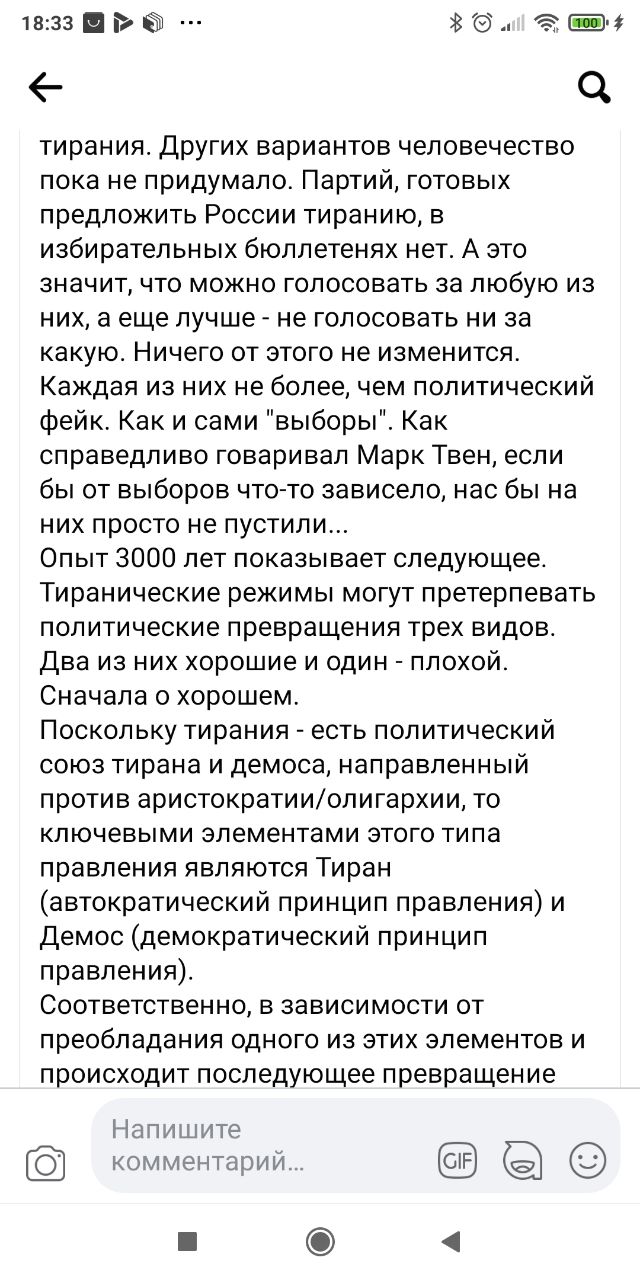 18:33
100
тирания. Других вариантов человечество
пока не придумало. Партий, готовых
предложить России тиранию, в
избирательных бюллетенях нет. А это
значит, что можно голосовать за любую из
них, а еще лучше - не голосовать ни за
какую. Ничего от этого не изменится.
Каждая из них не более, чем политический
фейк. Как и сами "выборы". Как
справедливо говаривал Марк Твен, если
бы от выборов что-то зависело, нас бы на
них просто не пустили...
Опыт 3000 лет показывает следующее.
Тиранические режимы могут претерпевать
политические превращения трех видов.
Два из них хорошие и один - плохой.
Сначала о хорошем.
Поскольку тирания - есть политический
союз тирана и демоса, направленный
против аристократии/олигархии, то
ключевыми элементами этого типа
правления являются Тиран
(автократический принцип правления) и
Демос (демократический принцип
правления).
Соответственно, в зависимости от
преобладания одного из этих элементов и
происходит последующее превращение
Напишите
комментарий...
GIF